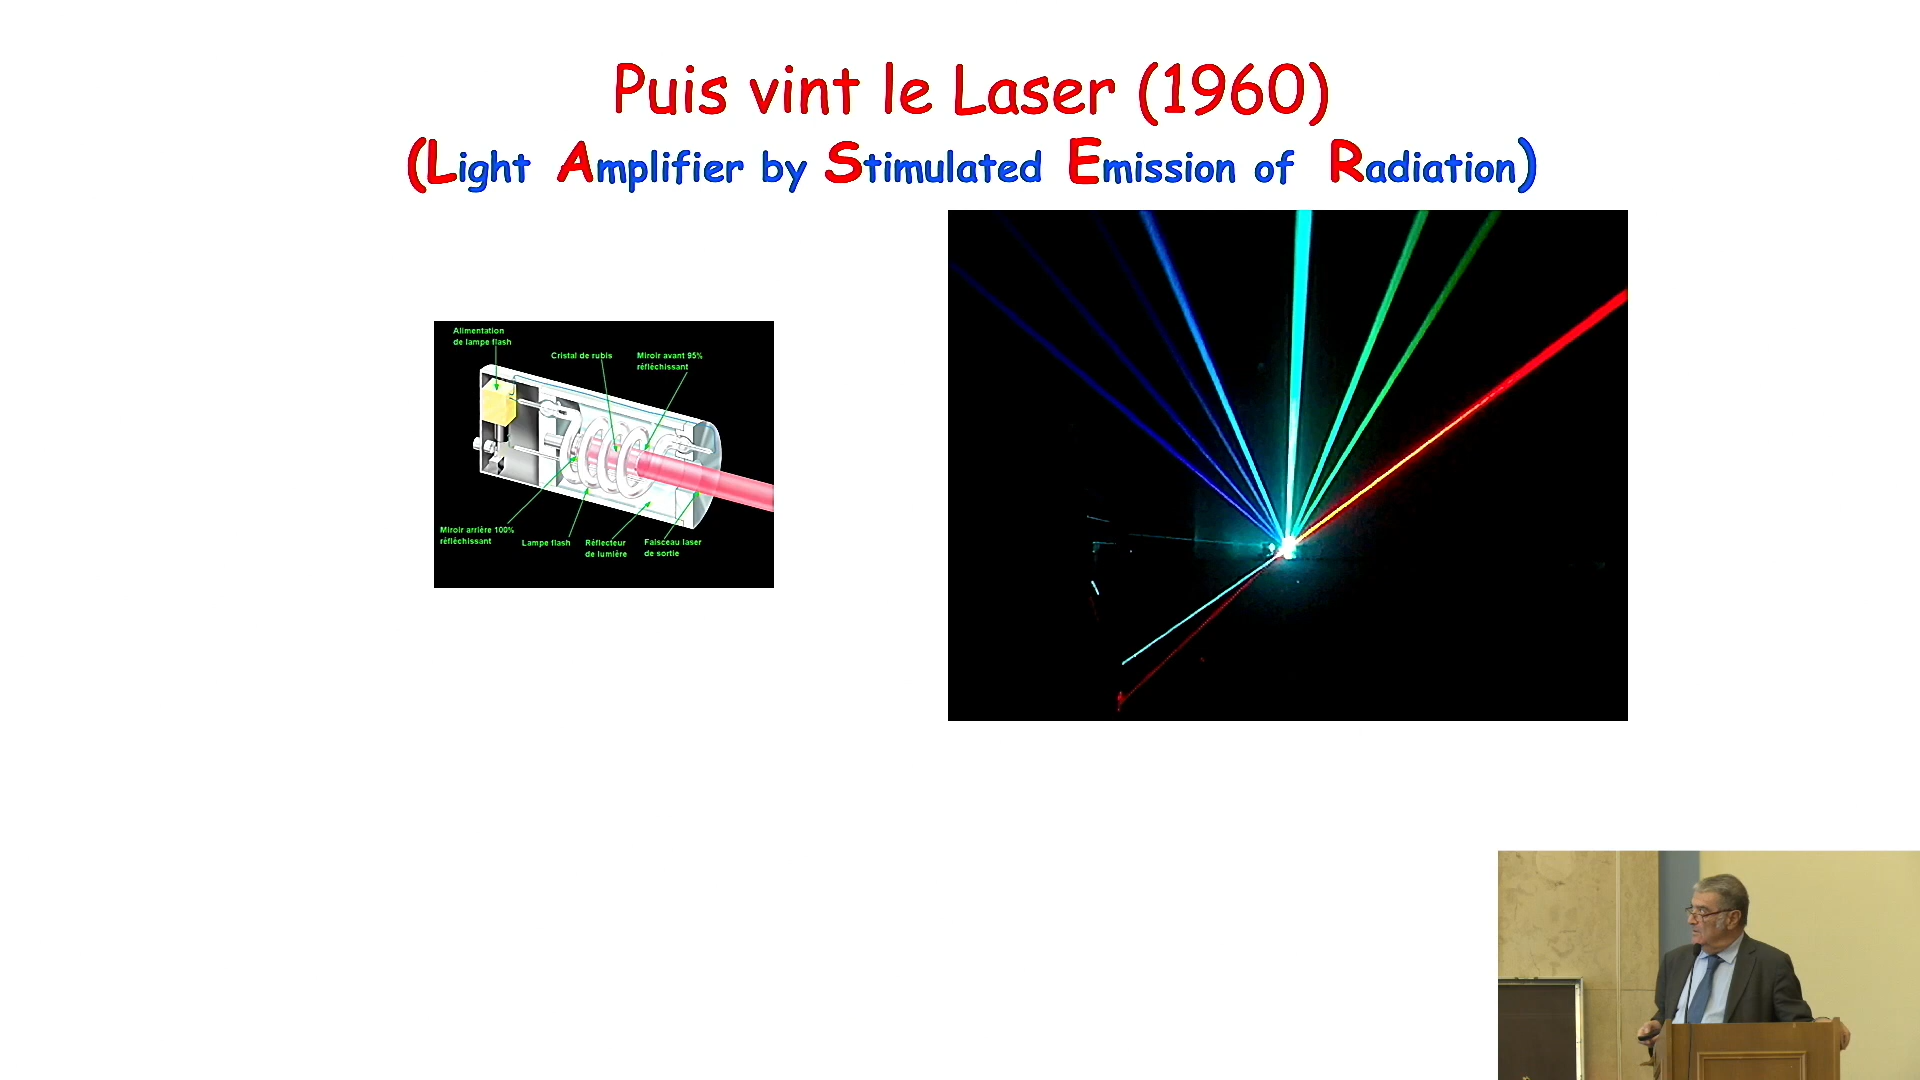 Puis vint le Laser (1960)
(Light Amplifier by Stimulated Emission of Radiation)
Alimentation
de lampe flash
Cristal de rubis
Miroir avant 95%
réfléchissant
Miroir arrière 100%
réfléchissant
Lampe flash
Réflecteur
de lumière
Faisceau laser
de sortie